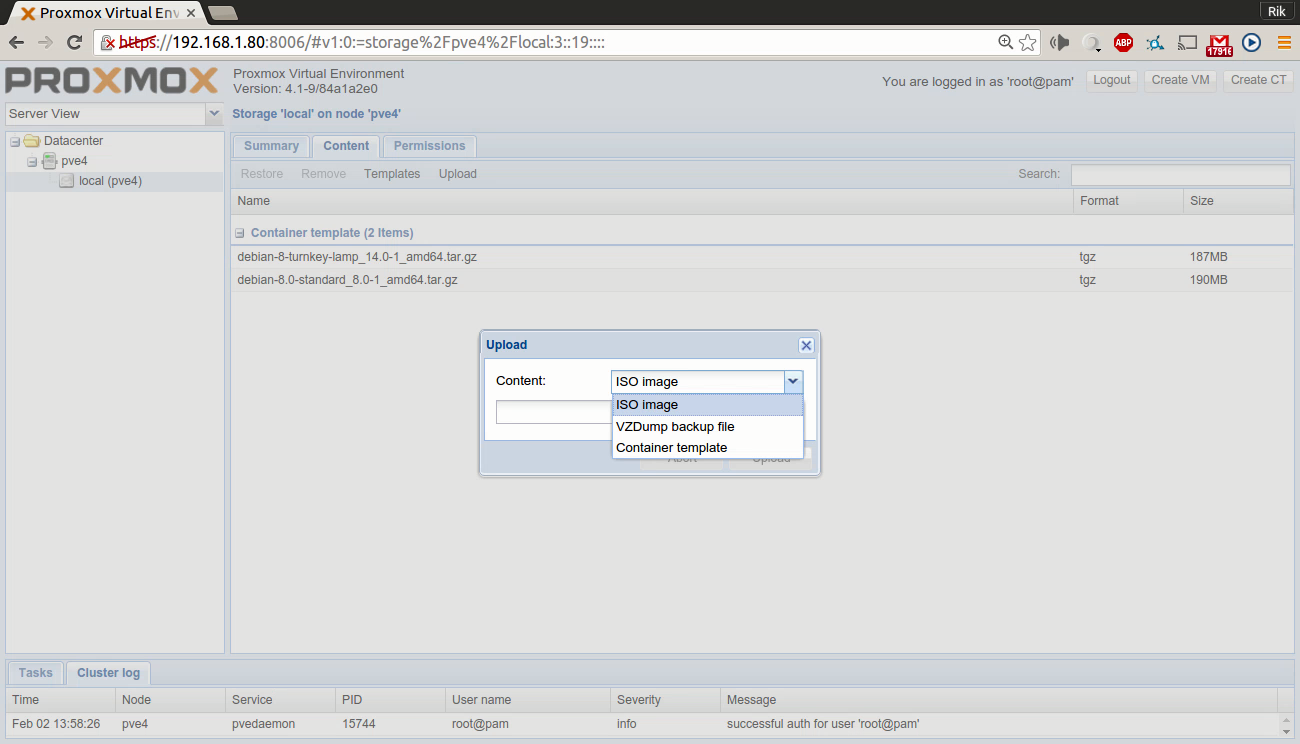 Proxmox Virtual Env
Rik
https://192.168.1.80:8006/#v1:0:=storage%2Fpve4%2Flocal:3::19::::
ABP
17916
PROXMOX
Proxmox Virtual Environment
Version: 4.1-9/84a1a2e0
You are logged in as 'root@pam'
Logout
Create VM
Create CT
Server View
Storage 'local' on node 'pve4'
Datacenter
pve4
local (pve4)
Summary
Content
Permissions
Restore
Remove
Templates
Upload
Search:
Name
Format
Size
Container template (2 Items)
debian-8-turnkey-lamp_14.0-1_amd64.tar.gz
tgz
187MB
debian-8.0-standard_8.0-1_amd64.tar.gz
tgz
190MB
Upload
Content:
ISO image
ISO image
VZDump backup file
Container template
Abort
Upload
Tasks
Cluster log
Time
Node
Service
PID
User name
Severity
Message
Feb 02 13:58:26
pve4
pvedaemon
15744
root@pam
info
successful auth for user 'root@pam'